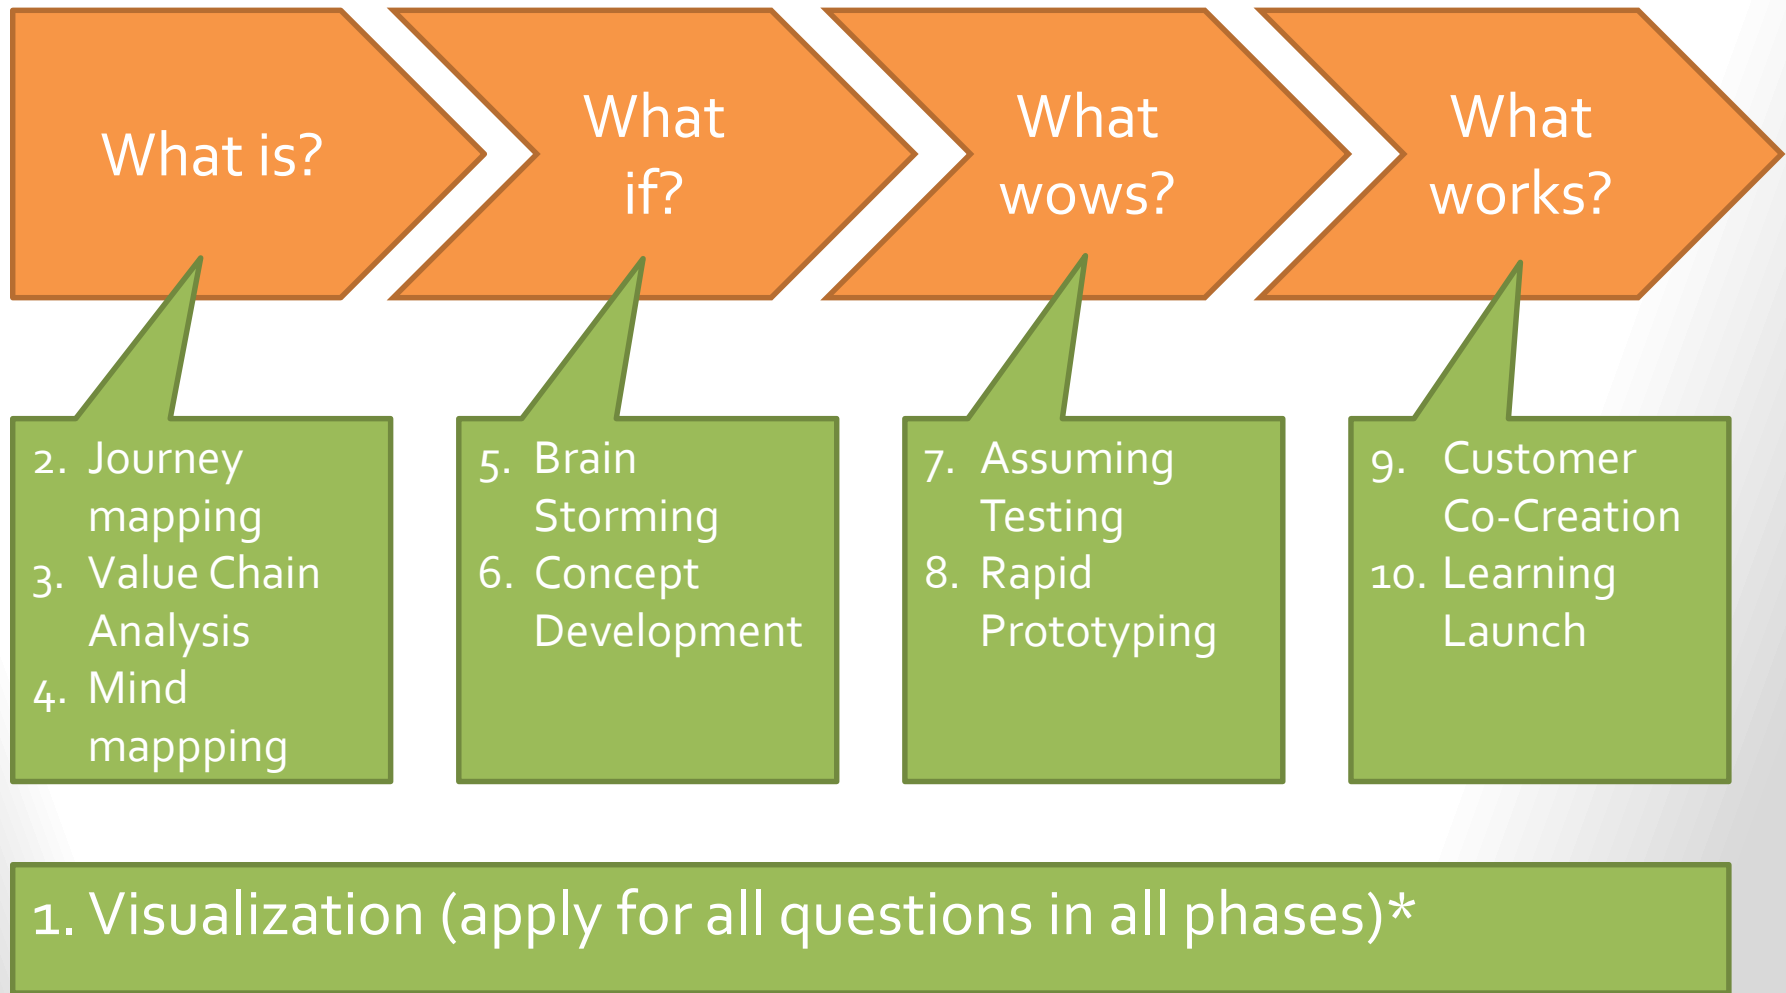 What is?
What
if?
What
wows?
What
works?
2. Journey
mapping
3. Value Chain
Analysis
4. Mind
mappping
5. Brain
Storming
6. Concept
Development
7. Assuming
Testing
8. Rapid
Prototyping
9. Customer
Co-Creation
10. Learning
Launch
1. Visualization (apply for all questions in all phases)*